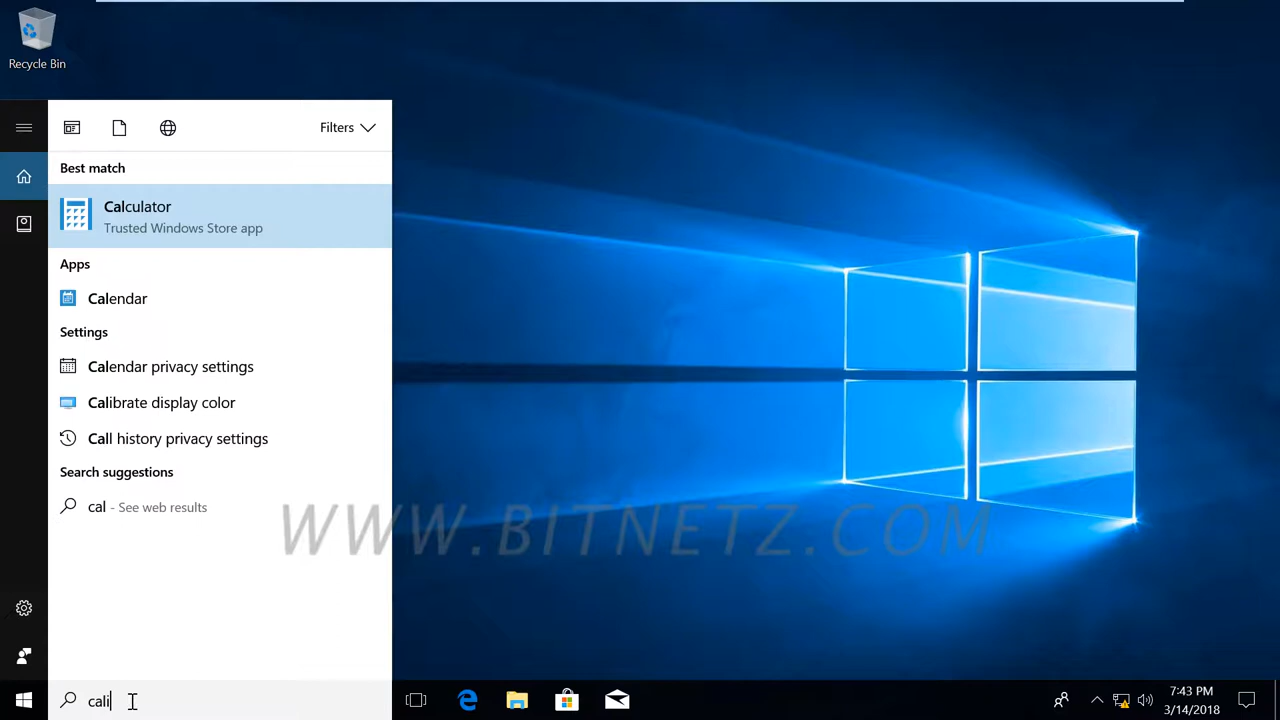 Recycle Bin
Filters
Best match
Calculator
Trusted Windows Store app
Apps
Calendar
Settings
Calendar privacy settings
Calibrate display color
Call history privacy settings
Search suggestions
cal - See web results
WWW.BITNETZ.COM
cali
7:43 PM
3/14/2018